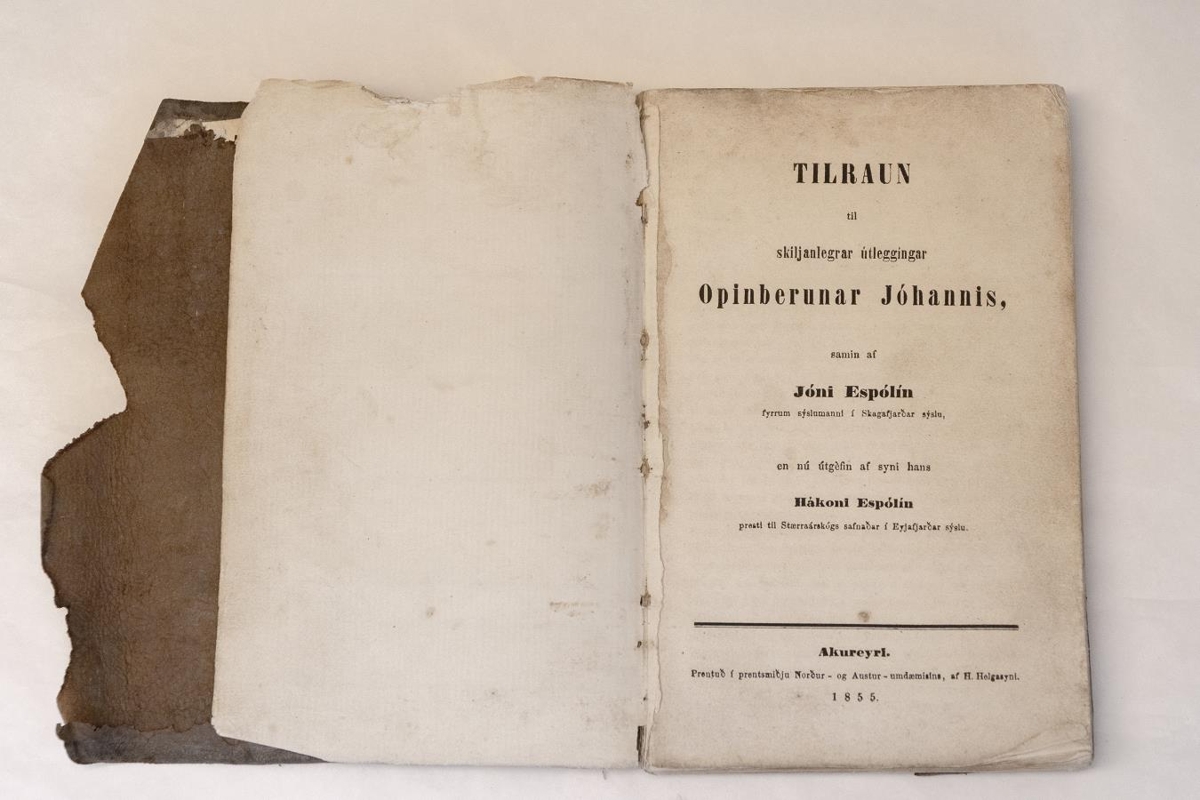 TILRAUN
til
skiljanlegrar útleggingar
Opinberunar Jóhannis,
samin af
Jóni Espólín
fyrrum sýslumanni í Skagafjarðar sýslu,
en nú útgèfin af syni hans
Hákoni Espólín
presti til Stærraárskógs safnaðar í Eyjafjarðar sýslu.
Akureyri.
Prentuð í prentsmiðju Norður- og Austur-umdæmisins, af H. Helgasyni.
1855.